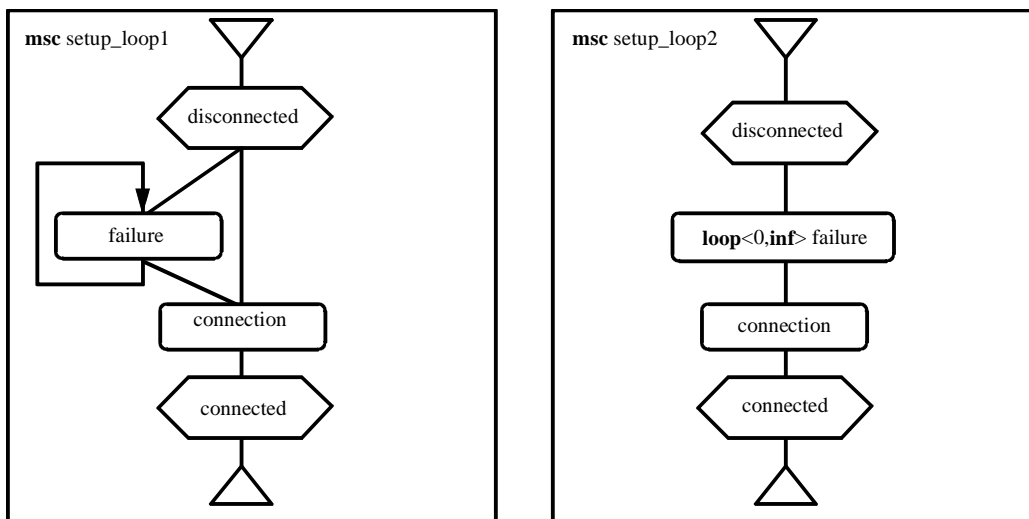 msc setup_loop1
disconnected
failure
connection
connected
msc setup_loop2
disconnected
loop<0,inf> failure
connection
connected